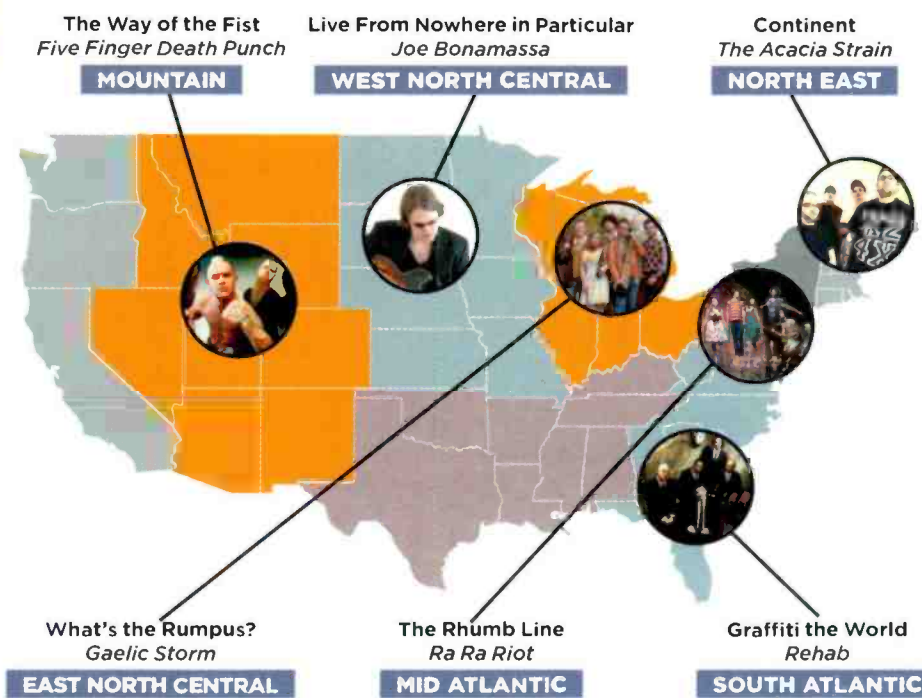 The Way of the Fist
Five Finger Death Punch
MOUNTAIN
Live From Nowhere in Particular
Joe Bonamassa
WEST NORTH CENTRAL
Continent
The Acacia Strain
NORTH EAST
What's the Rumpus?
Gaelic Storm
EAST NORTH CENTRAL
The Rhumb Line
Ra Ra Riot
MID ATLANTIC
Graffiti the World
Rehab
SOUTH ATLANTIC